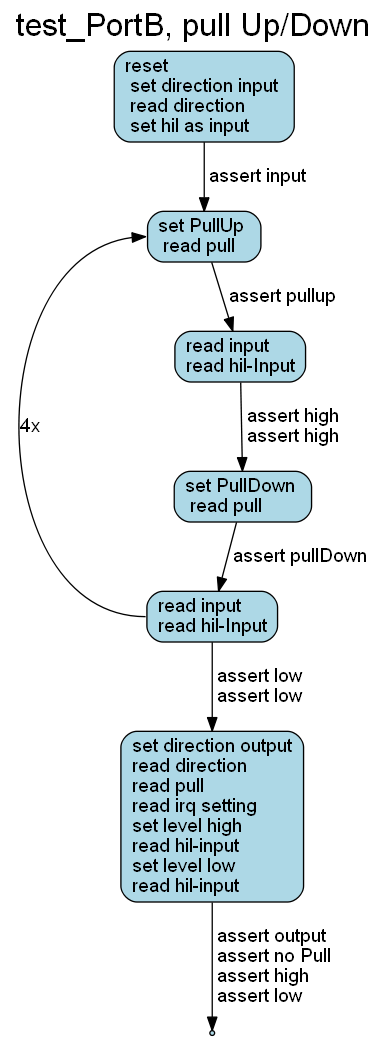 test_PortB, pull Up/Down
reset
set direction input
read direction
set hil as input
assert input
set PullUp
read pull
assert pullup
read input
read hil-Input
assert high
assert high
set PullDown
read pull
assert pullDown
4x
read input
read hil-Input
assert low
assert low
set direction output
read direction
read pull
read irq setting
set level high
read hil-input
set level low
read hil-input
assert output
assert no Pull
assert high
assert low